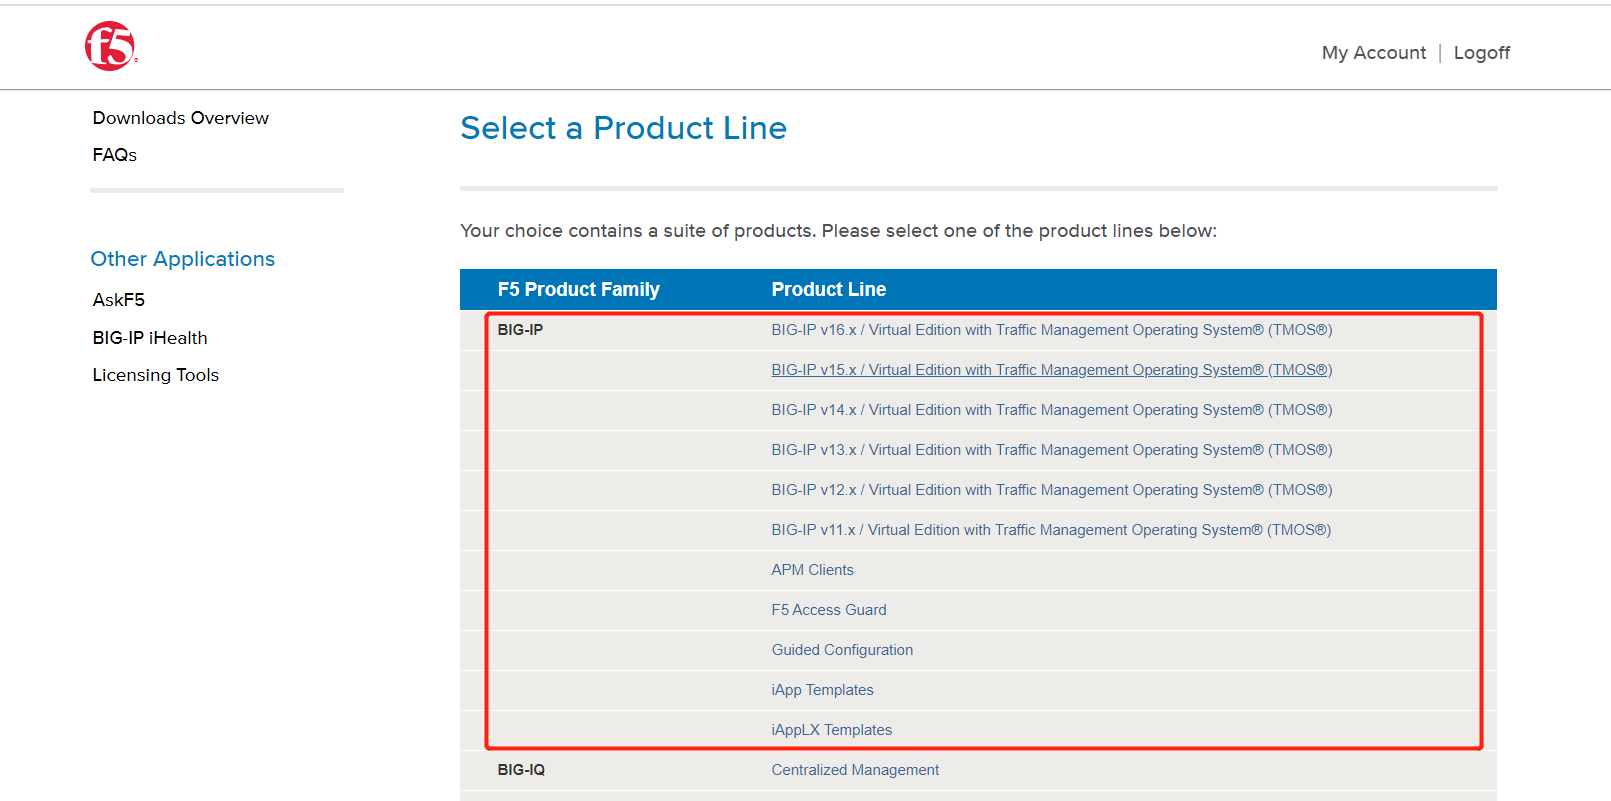 f5
My Account | Logoff
Downloads Overview
FAQs
Other Applications
AskF5
BIG-IP iHealth
Licensing Tools
Select a Product Line
Your choice contains a suite of products. Please select one of the product lines below:
F5 Product Family Product Line
BIG-IP BIG-IP v16.x / Virtual Edition with Traffic Management Operating System® (TMOS®)
BIG-IP v15.x / Virtual Edition with Traffic Management Operating System® (TMOS®)
BIG-IP v14.x / Virtual Edition with Traffic Management Operating System® (TMOS®)
BIG-IP v13.x / Virtual Edition with Traffic Management Operating System® (TMOS®)
BIG-IP v12.x / Virtual Edition with Traffic Management Operating System® (TMOS®)
BIG-IP v11.x / Virtual Edition with Traffic Management Operating System® (TMOS®)
APM Clients
F5 Access Guard
Guided Configuration
iApp Templates
iAppLX Templates
BIG-IQ Centralized Management